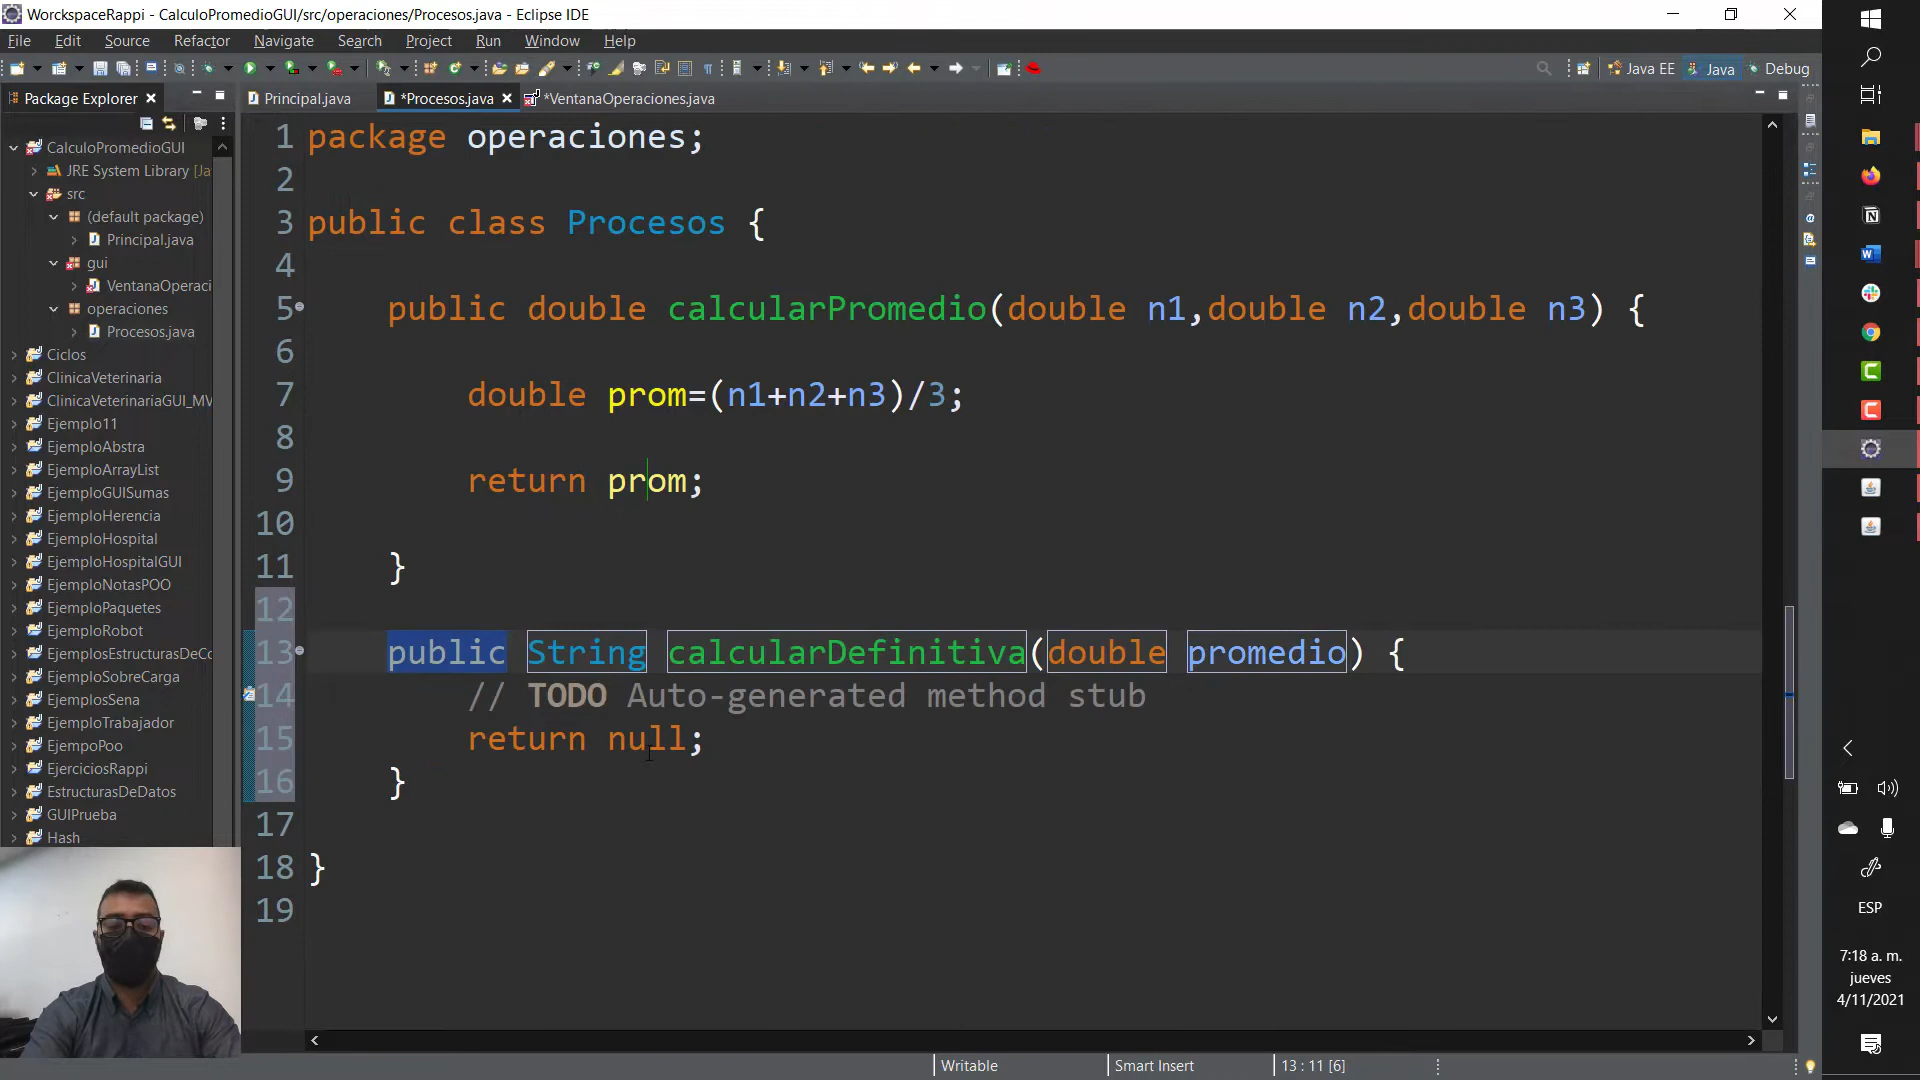 WorckspaceRappi - CalculoPromedioGUI/src/operaciones/Procesos.java - Eclipse IDE
File Edit Source Refactor Navigate Search Project Run Window Help
Java EE Java Debug
Package Explorer
Principal.java *Procesos.java *VentanaOperaciones.java
CalculoPromedioGUI
JRE System Library [Ja
src
(default package)
Principal.java
gui
VentanaOperaci
operaciones
Procesos.java
Ciclos
ClinicaVeterinaria
ClinicaVeterinariaGUI_MV
Ejemplo11
EjemploAbstra
EjemploArrayList
EjemploGUISumas
EjemploHerencia
EjemploHospital
EjemploHospitalGUI
EjemploNotasPOO
EjemploPaquetes
EjemploRobot
EjemplosEstructurasDeCo
EjemploSobreCarga
EjemplosSena
EjemploTrabajador
EjempoPoo
EjerciciosRappi
EstructurasDeDatos
GUIPrueba
Hash
1 package operaciones;
2
3 public class Procesos {
4
5 public double calcularPromedio(double n1,double n2,double n3) {
6
7 double prom=(n1+n2+n3)/3;
8
9 return prom;
10
11 }
12
13 public String calcularDefinitiva(double promedio) {
14 // TODO Auto-generated method stub
15 return null;
16 }
17
18 }
19
Writable Smart Insert 13 : 11 [6]
ESP
7:18 a. m.
jueves
4/11/2021